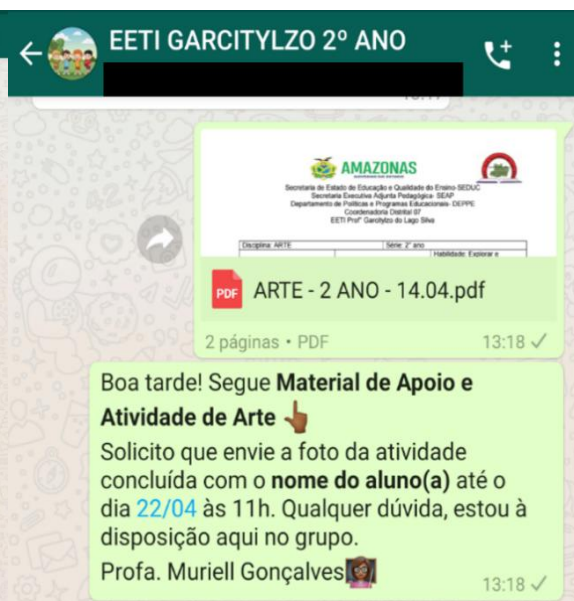 EETI GARCITYLZO 2º ANO
AMAZONAS
Secretaria de Estado de Educação e Qualidade do Ensino-SEDUC
Secretaria Executiva Adjunta Pedagógica- SEAP
Departamento de Políticas e Programas Educacionais- DEPPE
Coordenadoria Distrital 07
EETI Profº Garcitylzo do Lago Silva
Disciplina: ARTE Série: 2° ano
Habilidade: Explorar e
PDF ARTE - 2 ANO - 14.04.pdf
2 páginas • PDF 13:18
Boa tarde! Segue Material de Apoio e
Atividade de Arte
Solicito que envie a foto da atividade
concluída com o nome do aluno(a) até o
dia 22/04 às 11h. Qualquer dúvida, estou à
disposição aqui no grupo.
Profa. Muriell Gonçalves
13:18